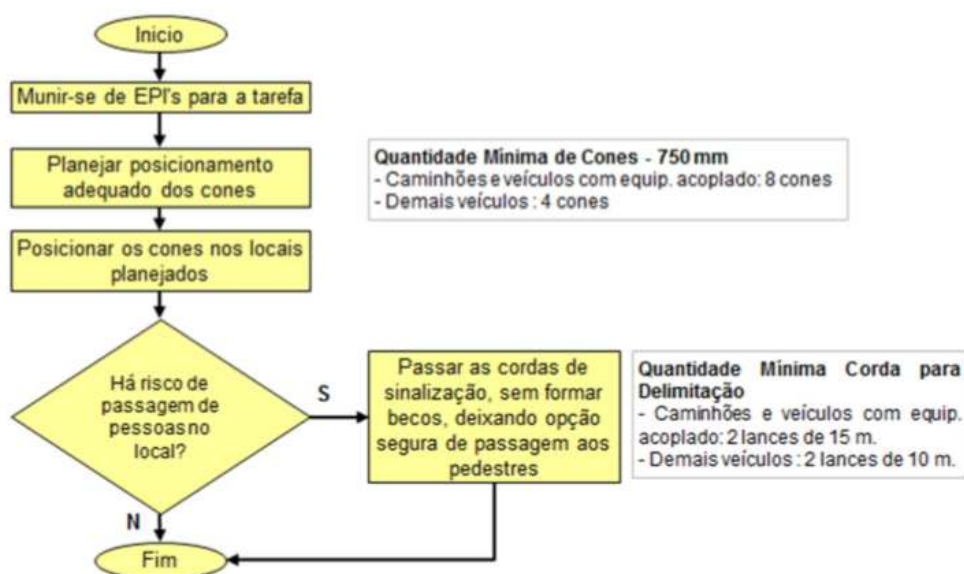 Inicio
Munir-se de EPI's para a tarefa
Planejar posicionamento
adequado dos cones
Quantidade Mínima de Cones - 750 mm
- Caminhões e veículos com equip. acoplado: 8 cones
- Demais veículos : 4 cones
Posicionar os cones nos locais
planejados
Há risco de
passagem de
pessoas no
local?
S
Passar as cordas de
sinalização, sem formar
becos, deixando opção
segura de passagem aos
pedestres
Quantidade Mínima Corda para
Delimitação
- Caminhões e veículos com equip.
acoplado: 2 lances de 15 m.
- Demais veículos : 2 lances de 10 m.
N
Fim